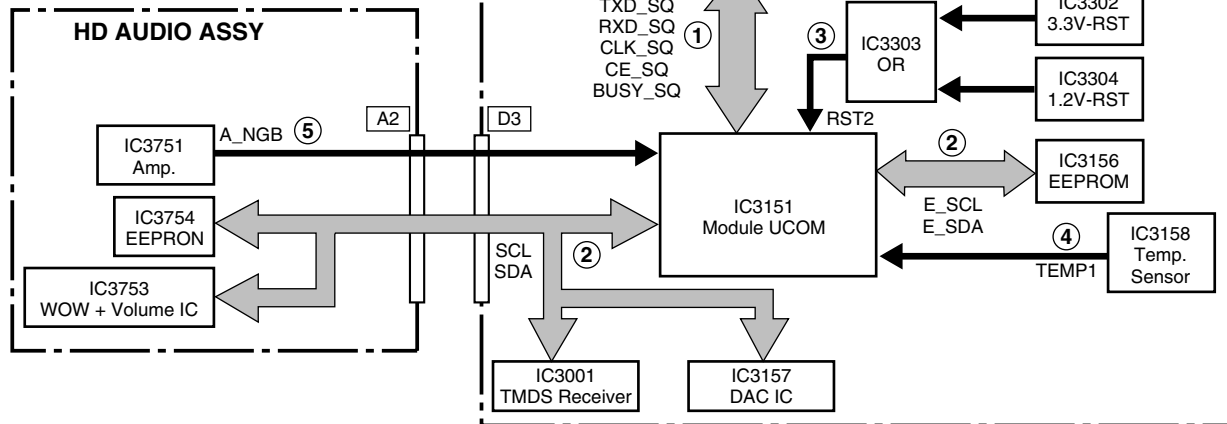 HD AUDIO ASSY
TXD_SQ
RXD_SQ
CLK_SQ
CE_SQ
BUSY_SQ
1
3
IC3303
OR
IC3302
3.3V-RST
IC3304
1.2V-RST
RST2
A2
D3
IC3751
Amp.
A_NGB
5
IC3754
EEPRON
IC3753
WOW + Volume IC
SCL
SDA
2
IC3151
Module UCOM
2
E_SCL
E_SDA
IC3156
EEPROM
4
TEMP1
IC3158
Temp.
Sensor
IC3001
TMDS Receiver
IC3157
DAC IC